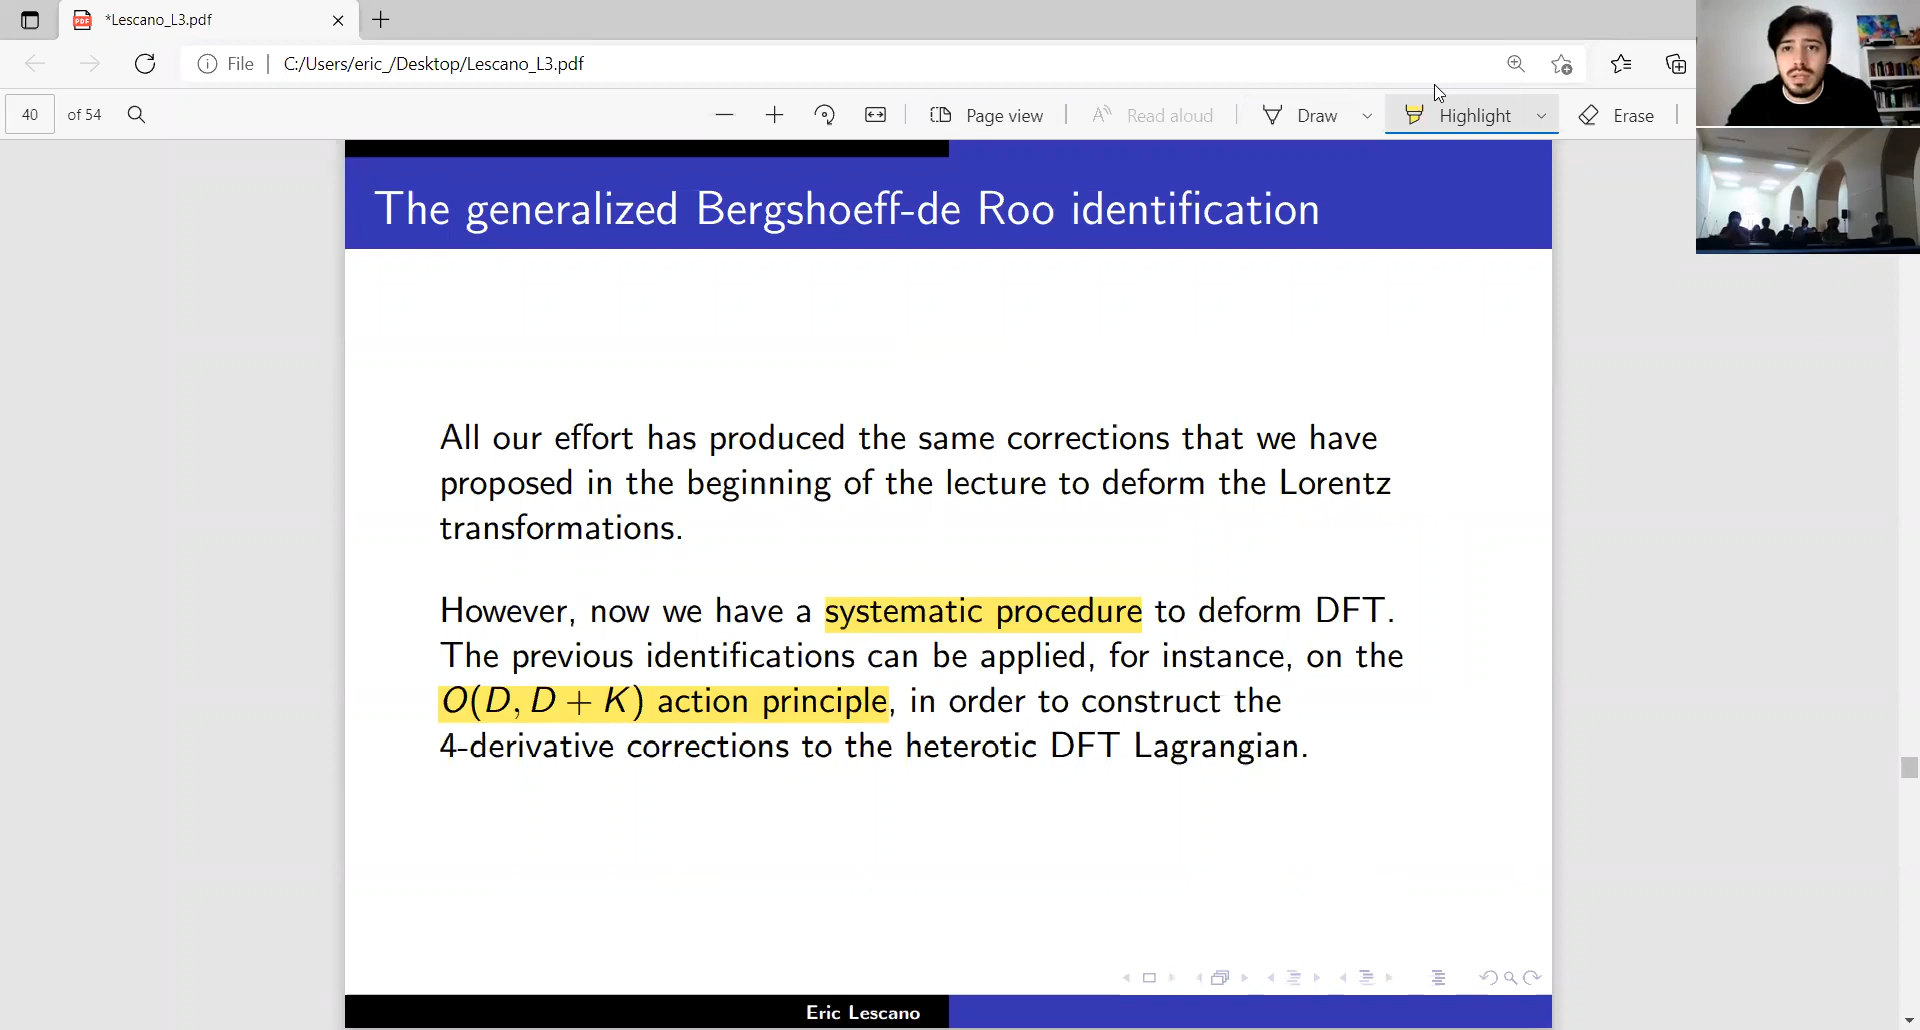 *Lescano_L3.pdf
File
C:/Users/eric_/Desktop/Lescano_L3.pdf
40 of 54
Page view
Read aloud
Draw
Highlight
Erase
The generalized Bergshoeff-de Roo identification
All our effort has produced the same corrections that we have
proposed in the beginning of the lecture to deform the Lorentz
transformations.
However, now we have a systematic procedure to deform DFT.
The previous identifications can be applied, for instance, on the
O(D, D + K) action principle, in order to construct the
4-derivative corrections to the heterotic DFT Lagrangian.
Eric Lescano